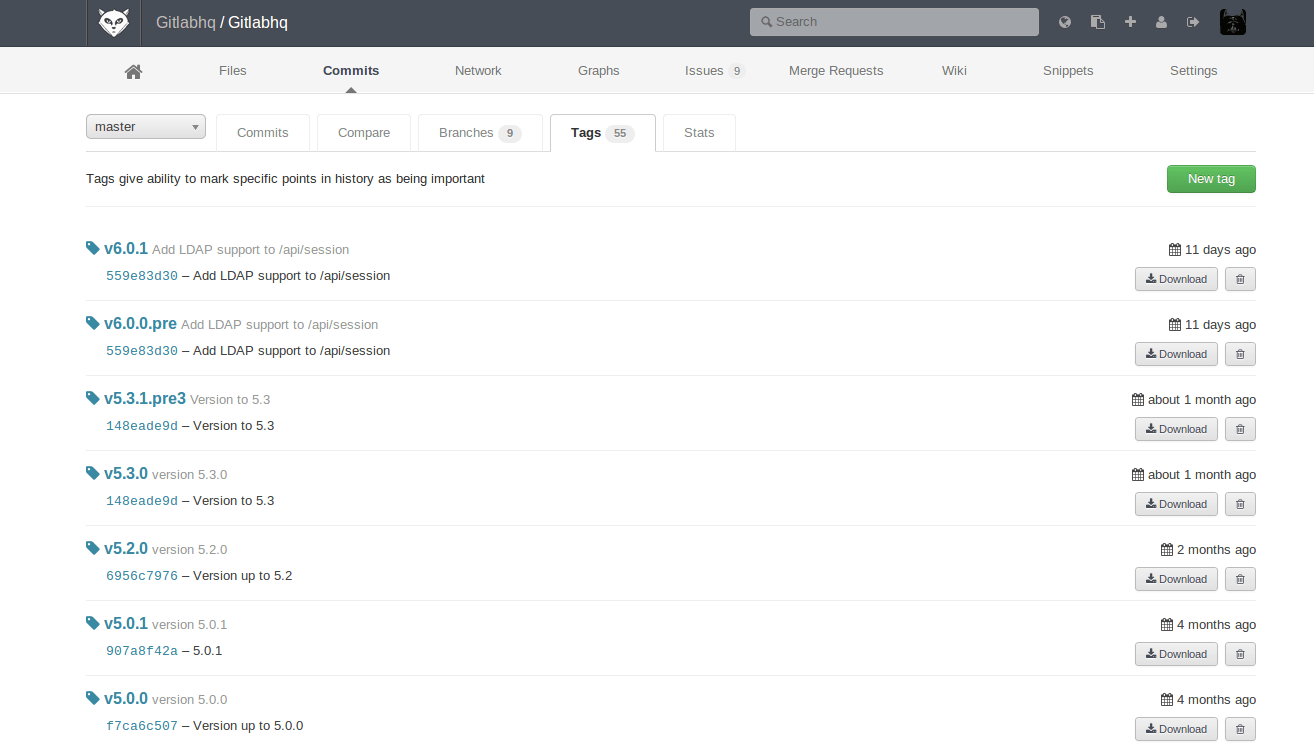 Gitlabhq / Gitlabhq
Search
Files Commits Network Graphs Issues 9 Merge Requests Wiki Snippets Settings
master Commits Compare Branches 9 Tags 55 Stats
Tags give ability to mark specific points in history as being important New tag
v6.0.1 Add LDAP support to /api/session 11 days ago
559e83d30 – Add LDAP support to /api/session Download
v6.0.0.pre Add LDAP support to /api/session 11 days ago
559e83d30 – Add LDAP support to /api/session Download
v5.3.1.pre3 Version to 5.3 about 1 month ago
148eade9d – Version to 5.3 Download
v5.3.0 version 5.3.0 about 1 month ago
148eade9d – Version to 5.3 Download
v5.2.0 version 5.2.0 2 months ago
6956c7976 – Version up to 5.2 Download
v5.0.1 version 5.0.1 4 months ago
907a8f42a – 5.0.1 Download
v5.0.0 version 5.0.0 4 months ago
f7ca6c507 – Version up to 5.0.0 Download